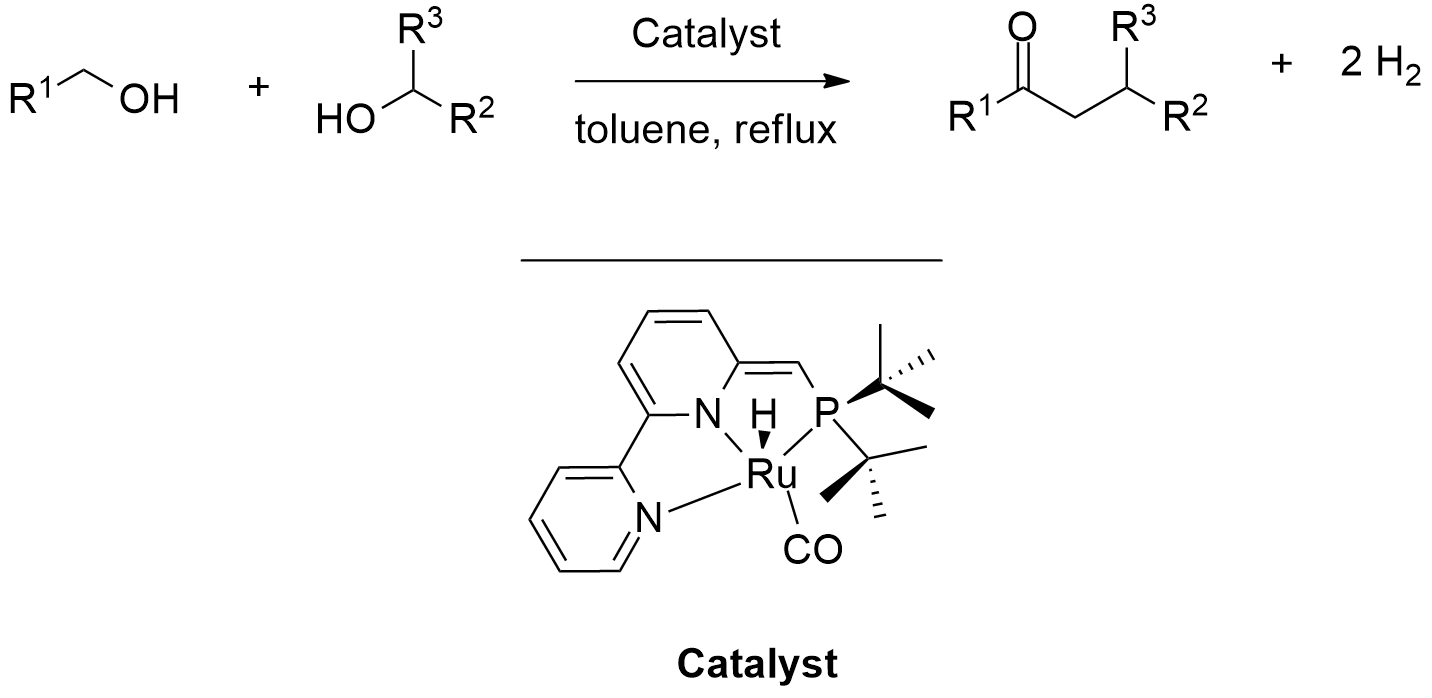 R¹ OH + HO R³ R² Catalyst toluene, reflux O R¹ R³ R² + 2 H₂
N H P
Ru
N
CO
Catalyst